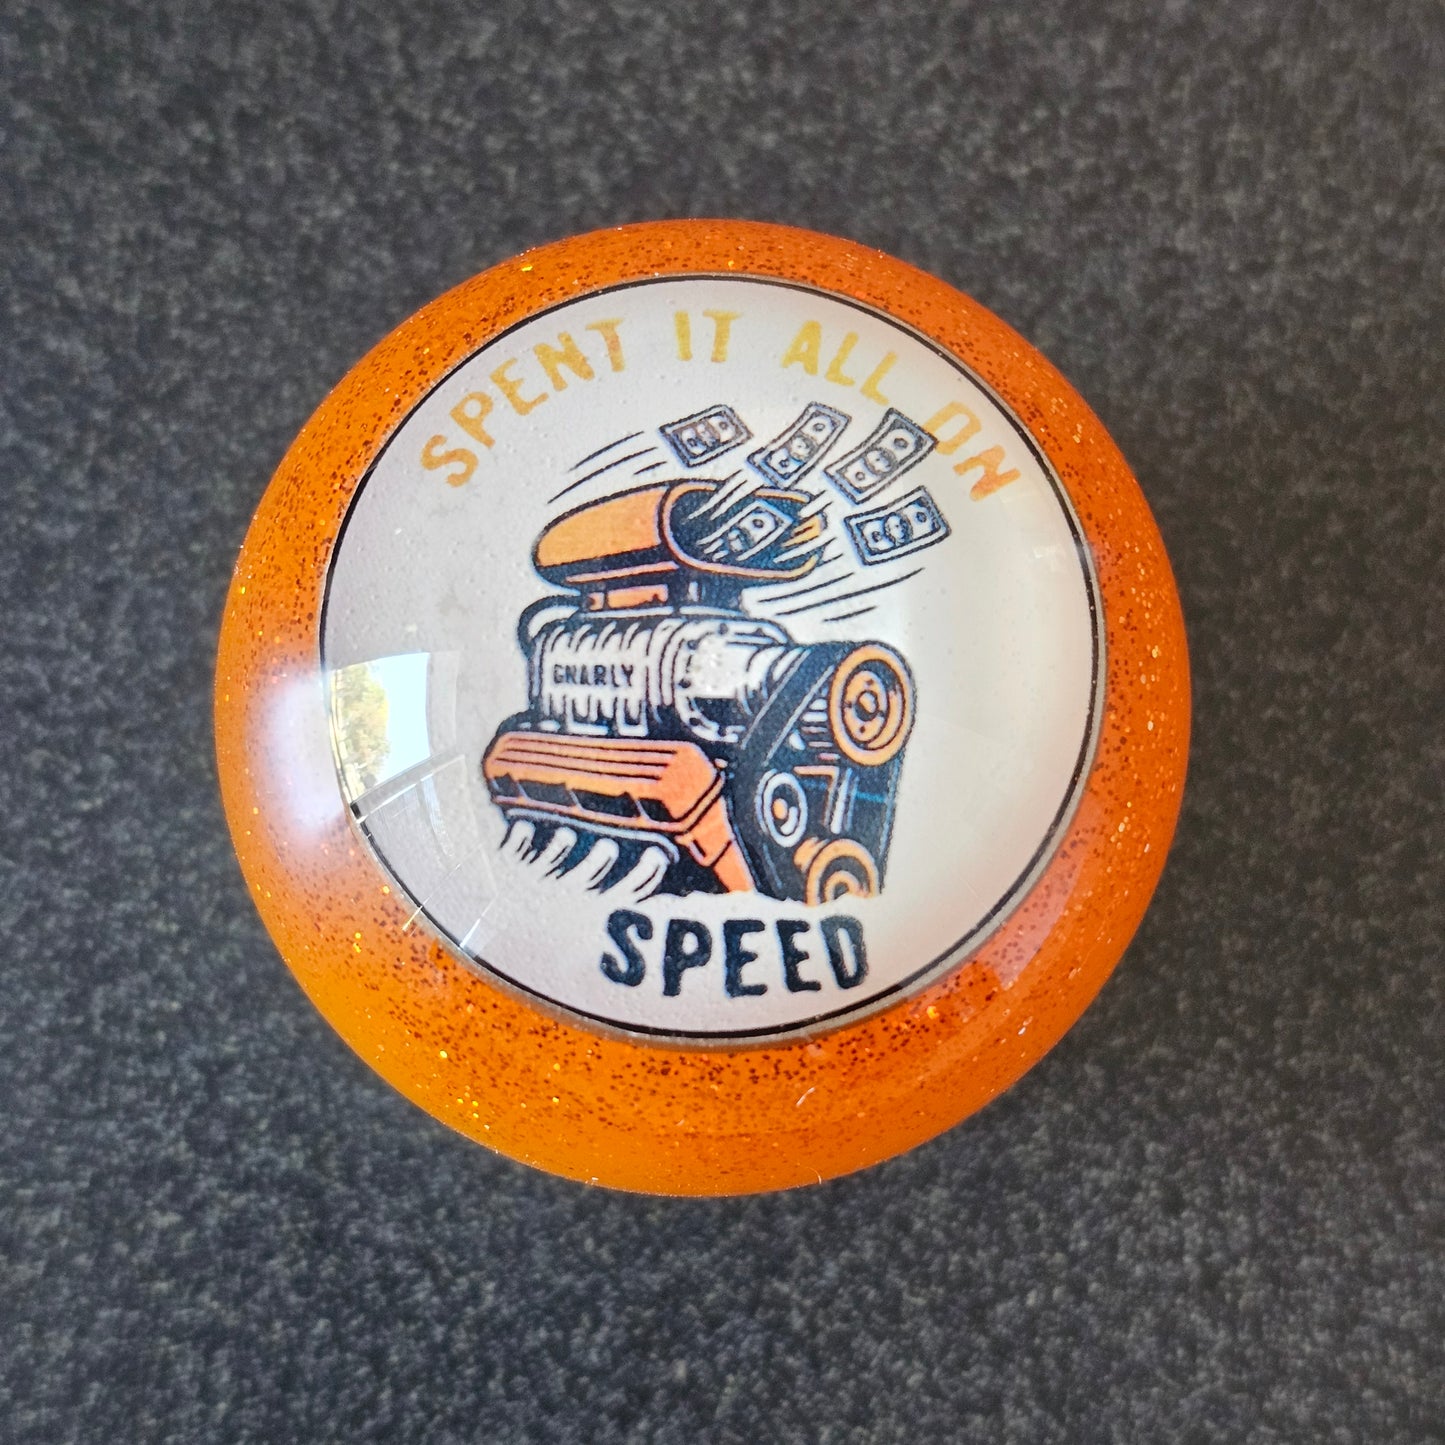 SPENT IT ALL ON
GNARLY
SPEED